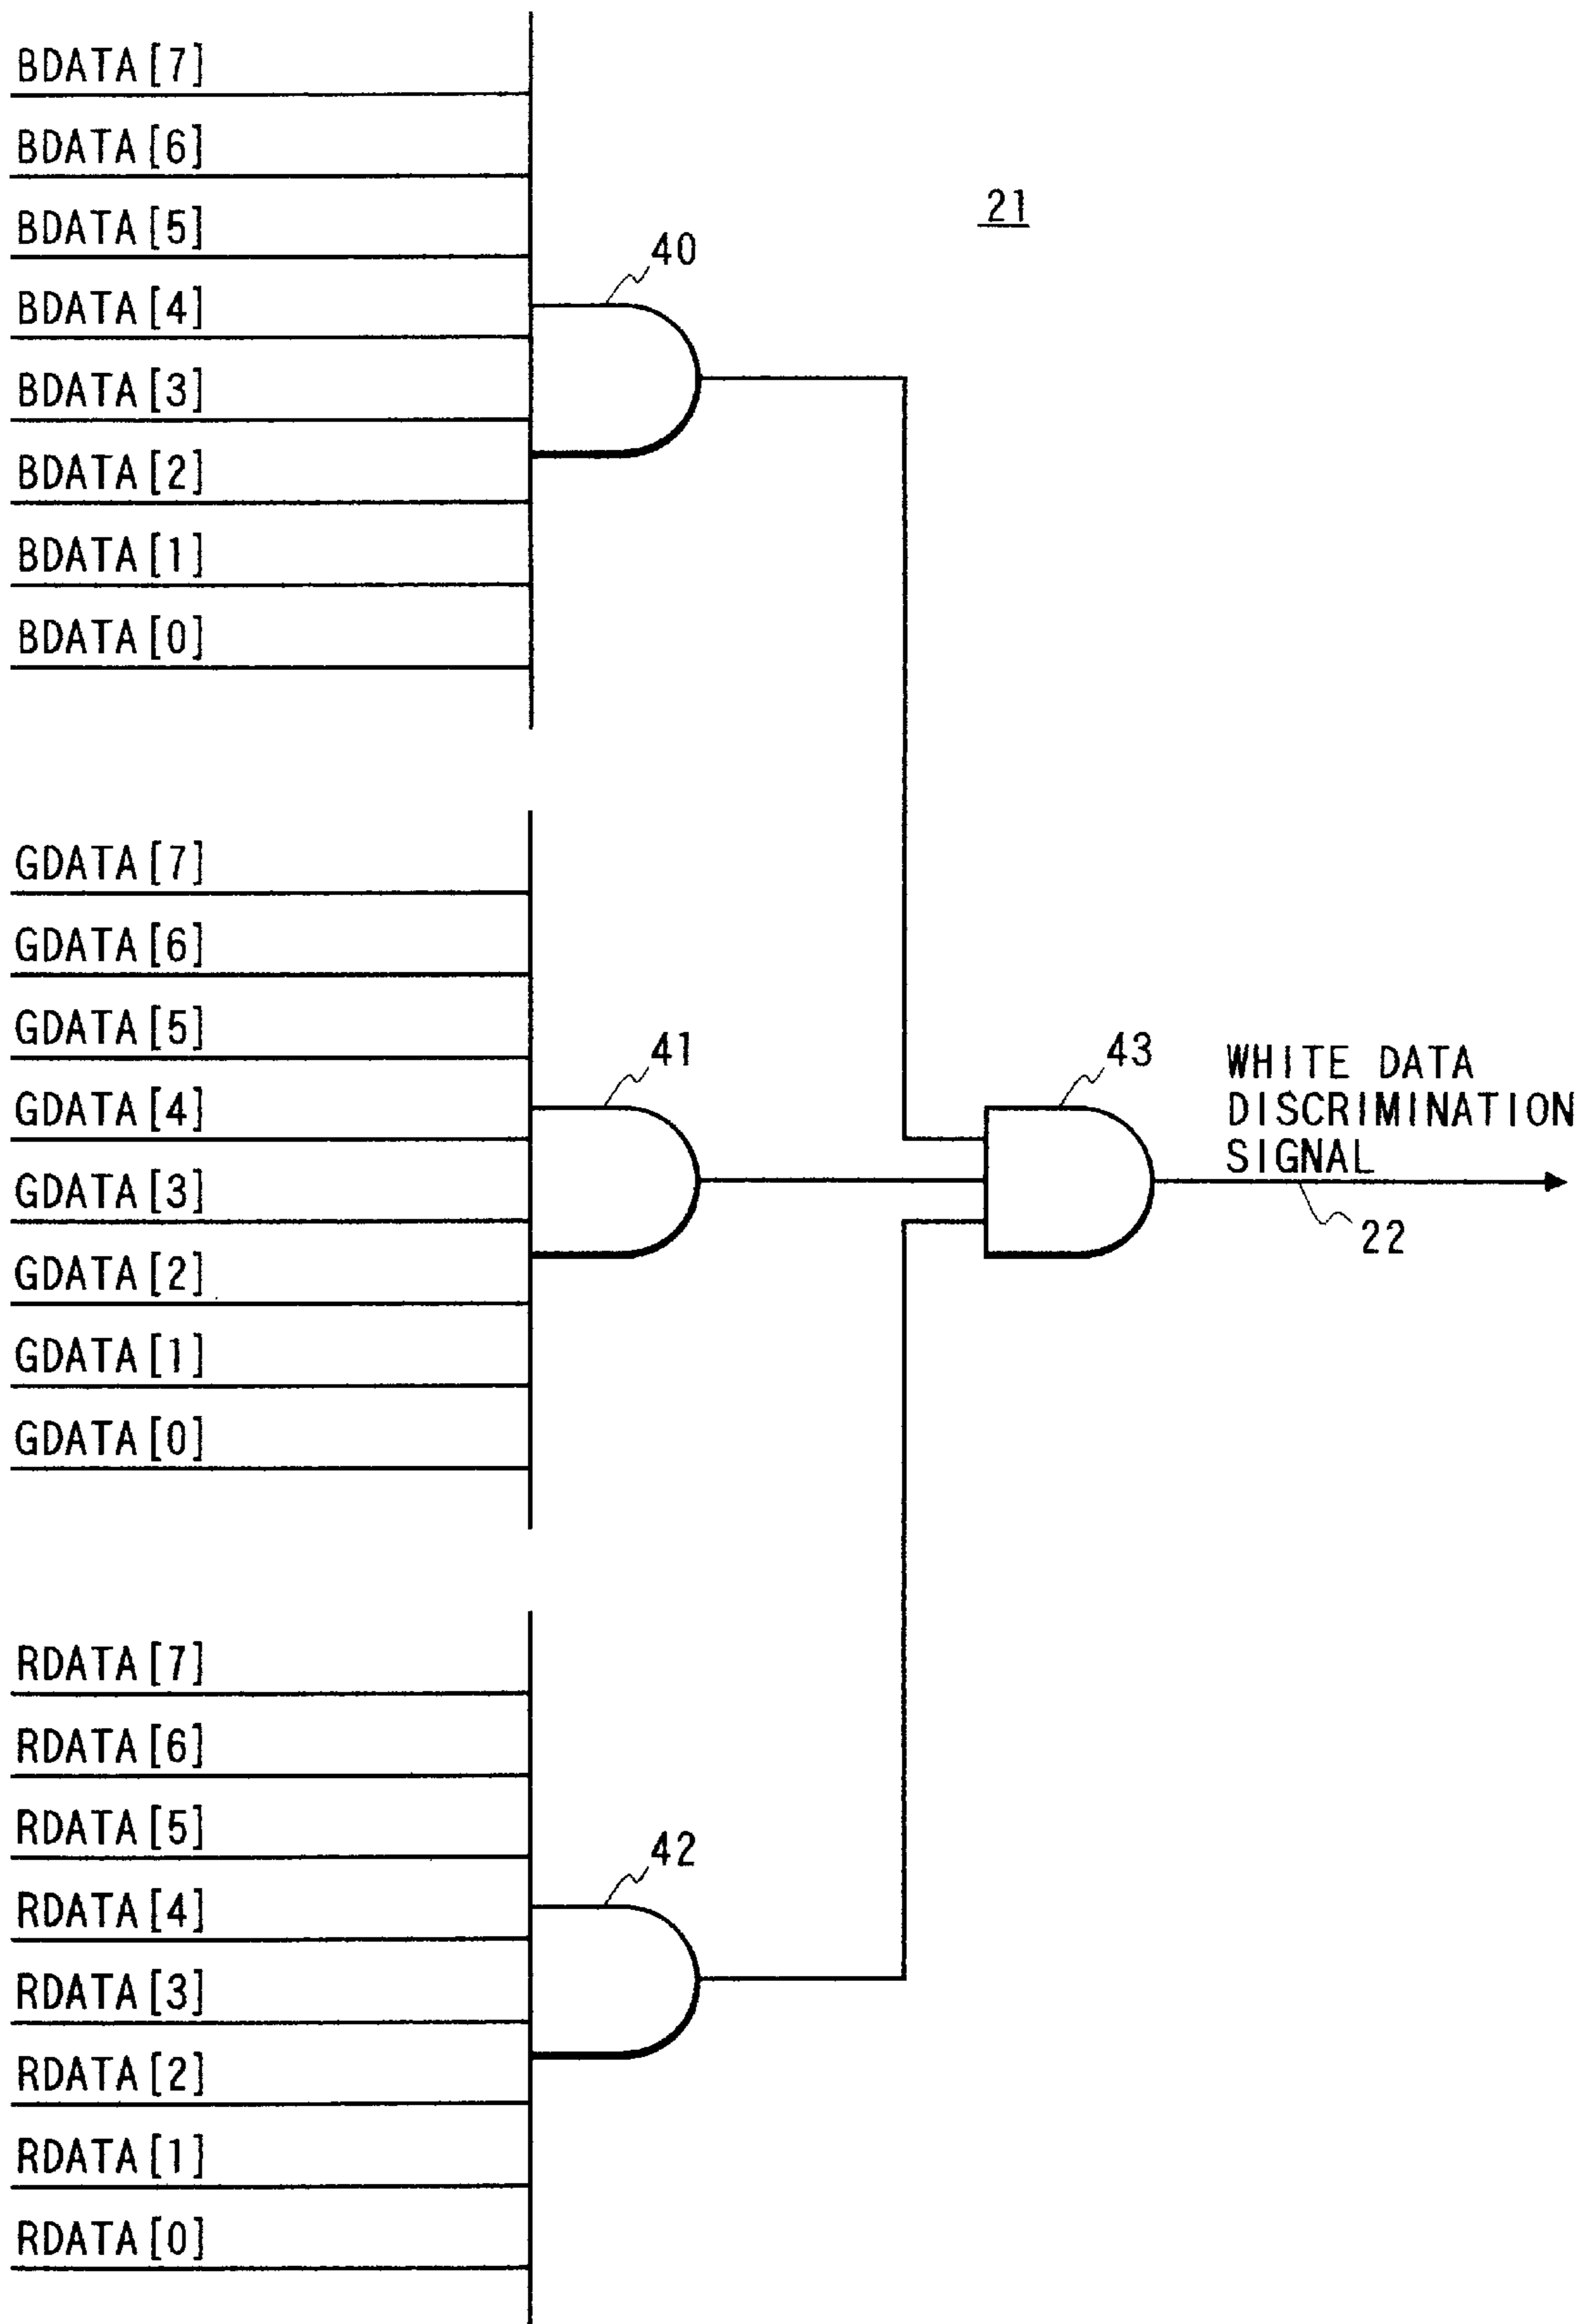 BDATA[7]
BDATA[6]
21
BDATA[5]
40
BDATA[4]
BDATA[3]
BDATA[2]
BDATA[1]
BDATA[0]
GDATA[7]
GDATA[6]
GDATA[5]
41
43
WHITE DATA
DISCRIMINATION
SIGNAL
22
GDATA[4]
GDATA[3]
GDATA[2]
GDATA[1]
GDATA[0]
RDATA[7]
RDATA[6]
RDATA[5]
42
RDATA[4]
RDATA[3]
RDATA[2]
RDATA[1]
RDATA[0]